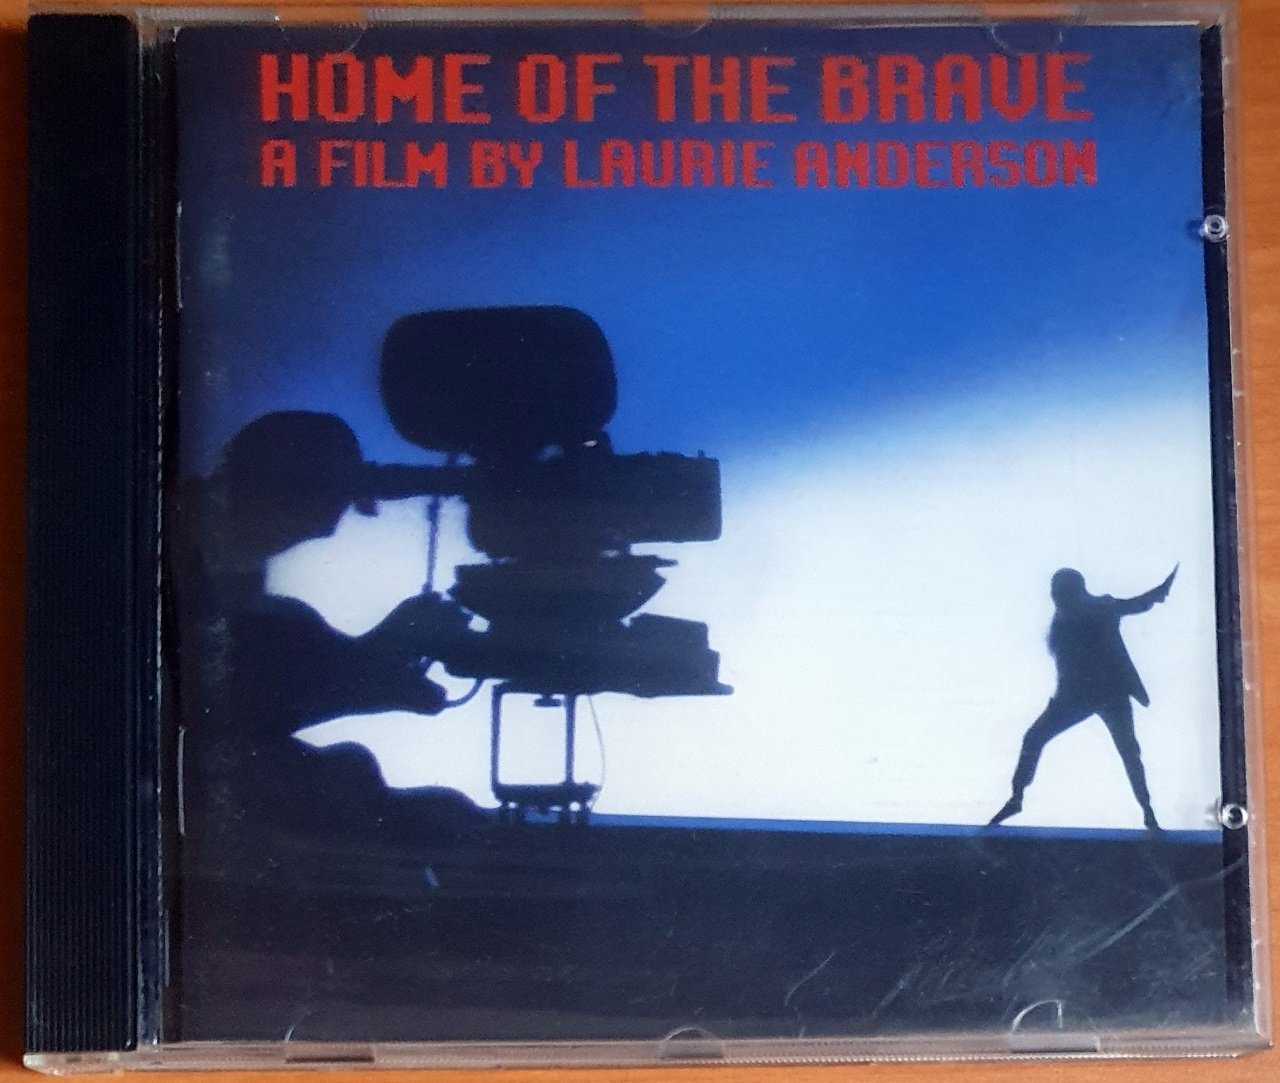 HOME OF THE BRAVE
A FILM BY LAURIE ANDERSON